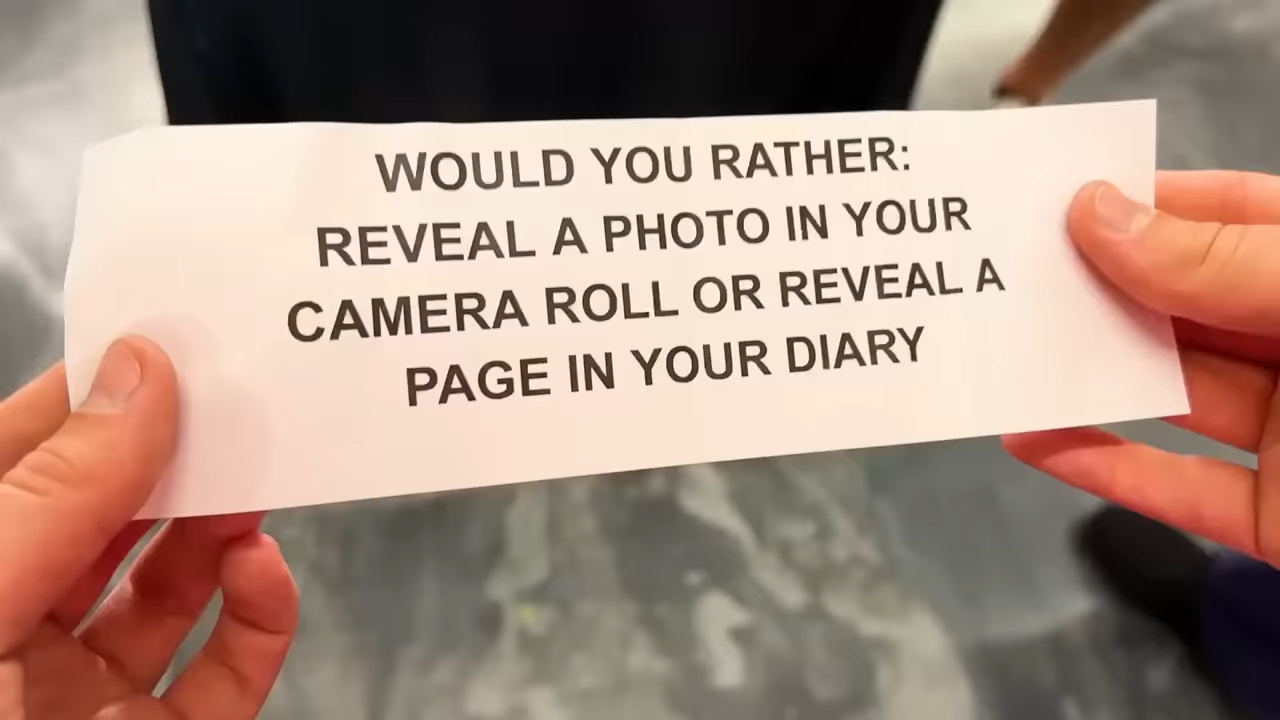 WOULD YOU RATHER:
REVEAL A PHOTO IN YOUR
CAMERA ROLL OR REVEAL A
PAGE IN YOUR DIARY